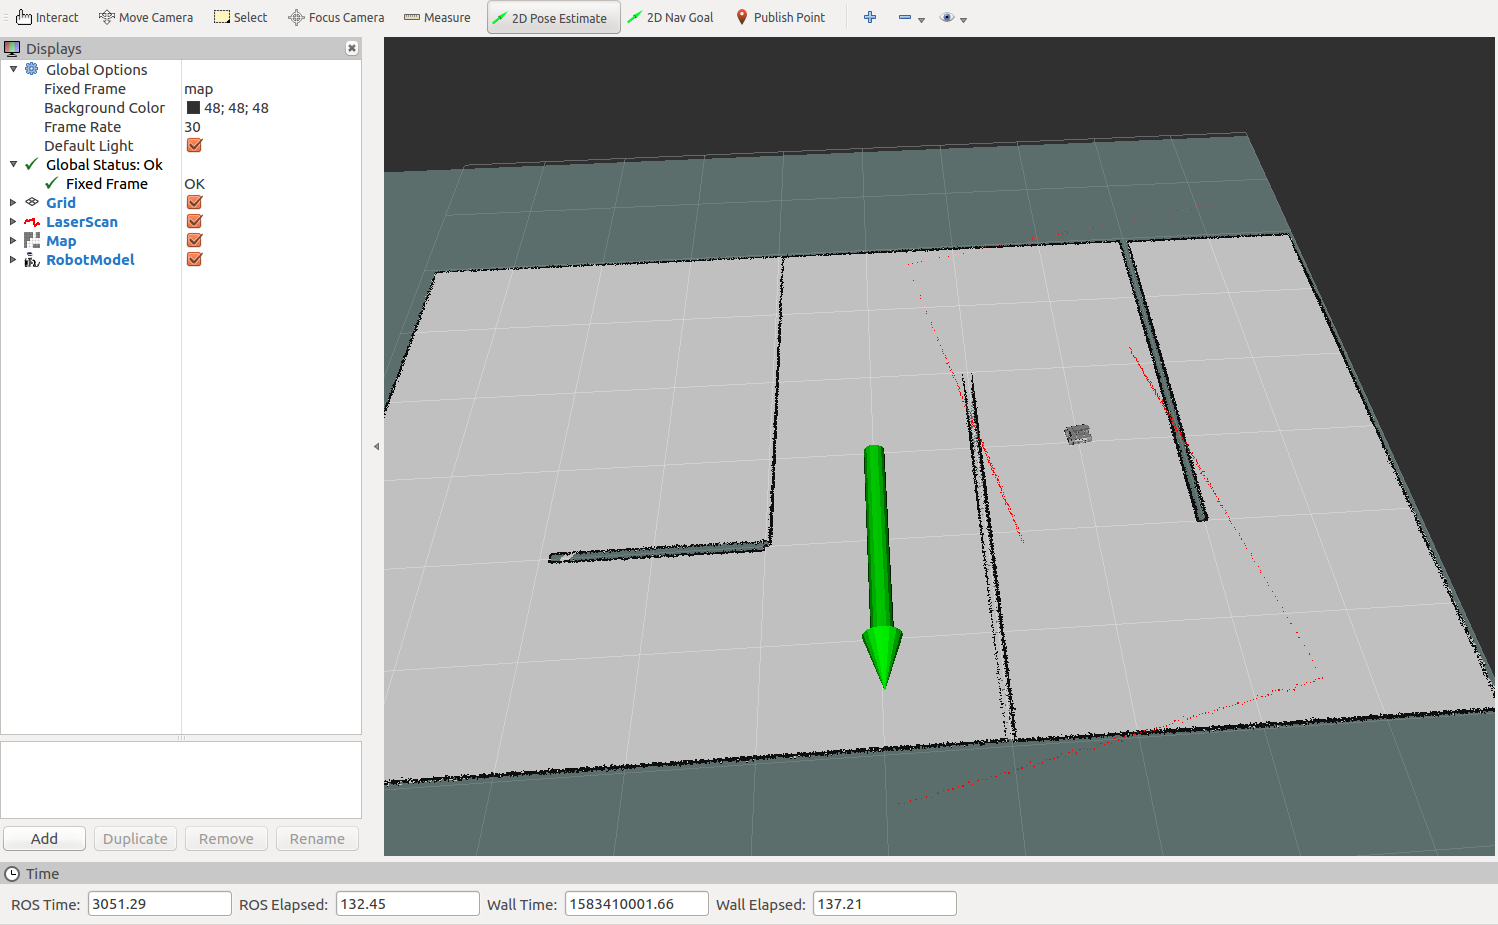 Interact Move Camera Select Focus Camera Measure 2D Pose Estimate 2D Nav Goal Publish Point
Displays
Global Options
Fixed Frame map
Background Color 48; 48; 48
Frame Rate 30
Default Light
Global Status: Ok
Fixed Frame OK
Grid
LaserScan
Map
RobotModel
Add Duplicate Remove Rename
Time
ROS Time: 3051.29 ROS Elapsed: 132.45 Wall Time: 1583410001.66 Wall Elapsed: 137.21